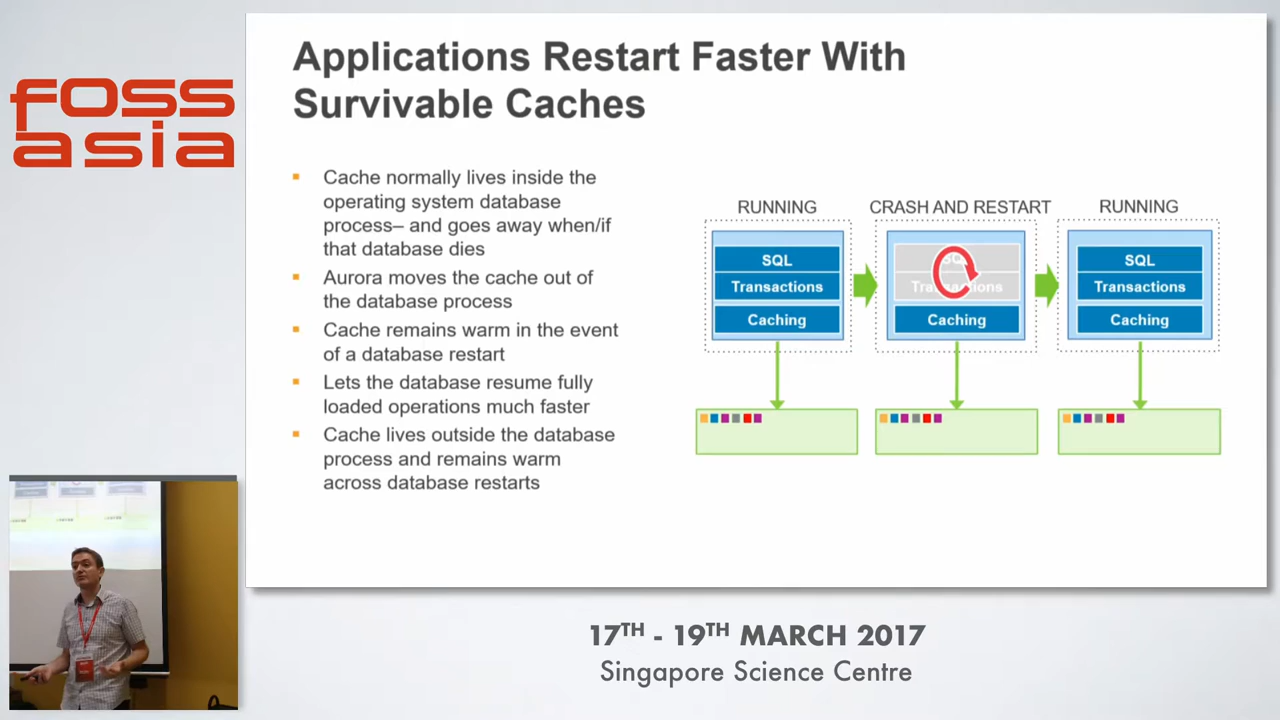 foss
asia
Applications Restart Faster With
Survivable Caches
Cache normally lives inside the
operating system database
process– and goes away when/if
that database dies
Aurora moves the cache out of
the database process
Cache remains warm in the event
of a database restart
Lets the database resume fully
loaded operations much faster
Cache lives outside the database
process and remains warm
across database restarts
RUNNING
SQL
Transactions
Caching
CRASH AND RESTART
SQL
Transactions
Caching
RUNNING
SQL
Transactions
Caching
17TH - 19TH MARCH 2017
Singapore Science Centre